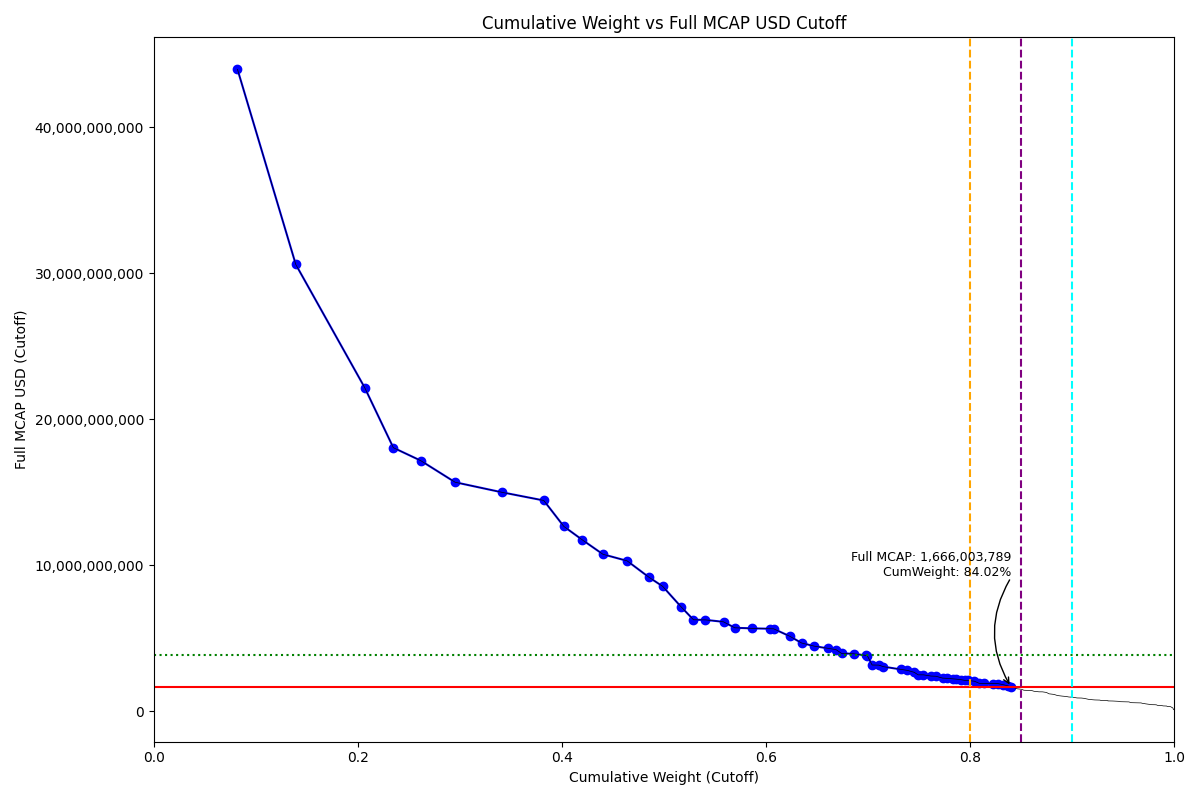 Cumulative Weight vs Full MCAP USD Cutoff
Full MCAP USD (Cutoff)
40,000,000,000
30,000,000,000
20,000,000,000
10,000,000,000
0
Full MCAP: 1,666,003,789
CumWeight: 84.02%
0.0 0.2 0.4 0.6 0.8 1.0
Cumulative Weight (Cutoff)